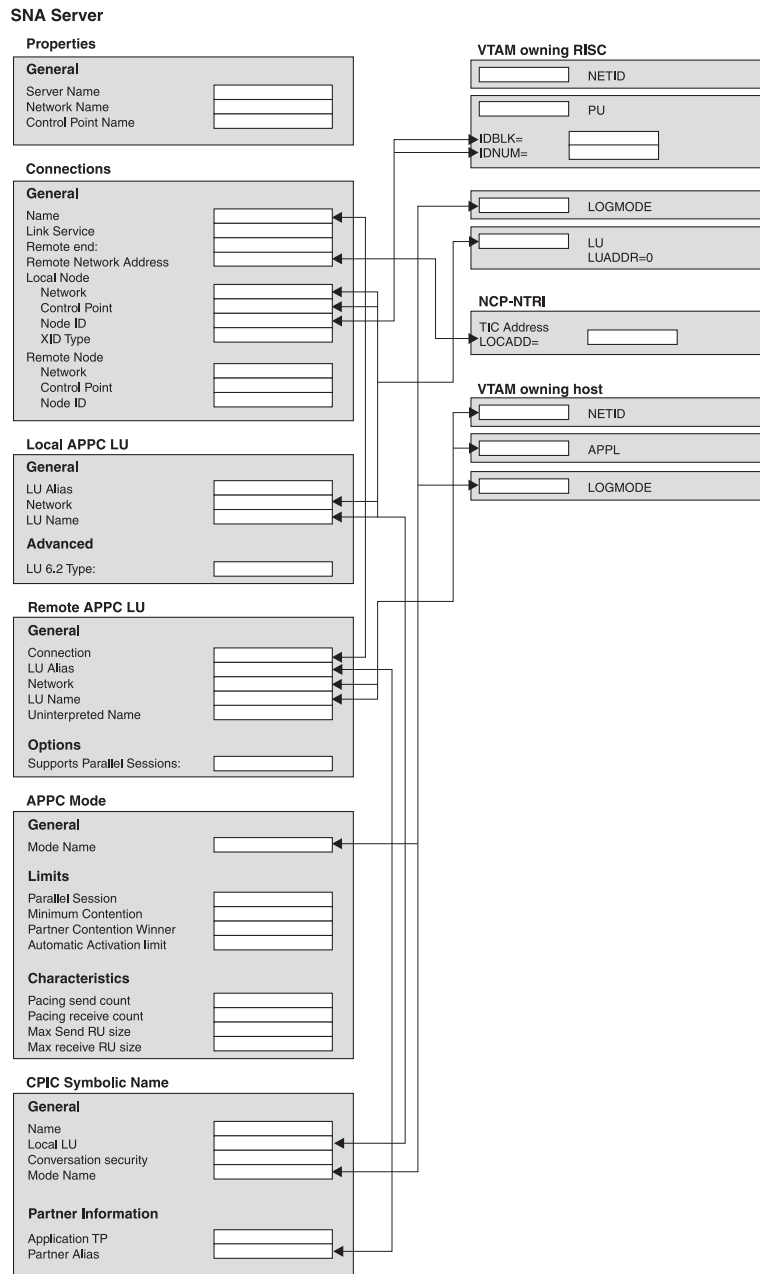 SNA Server
Properties
General
Server Name
Network Name
Control Point Name
Connections
General
Name
Link Service
Remote end:
Remote Network Address
Local Node
Network
Control Point
Node ID
XID Type
Remote Node
Network
Control Point
Node ID
Local APPC LU
General
LU Alias
Network
LU Name
Advanced
LU 6.2 Type:
Remote APPC LU
General
Connection
LU Alias
Network
LU Name
Uninterpreted Name
Options
Supports Parallel Sessions:
APPC Mode
General
Mode Name
Limits
Parallel Session
Minimum Contention
Partner Contention Winner
Automatic Activation limit
Characteristics
Pacing send count
Pacing receive count
Max Send RU size
Max receive RU size
CPIC Symbolic Name
General
Name
Local LU
Conversation security
Mode Name
Partner Information
Application TP
Partner Alias
VTAM owning RISC
NETID
PU
IDBLK=
IDNUM=
LOGMODE
LU
LUADDR=0
NCP-NTRI
TIC Address
LOCADD=
VTAM owning host
NETID
APPL
LOGMODE